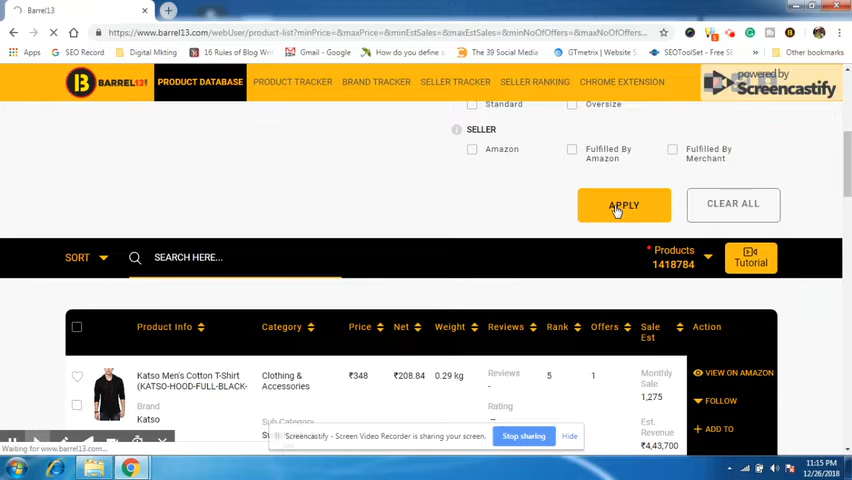 Barrel13
https://www.barrel13.com/webUser/product-list?minPrice=&maxPrice=&minEstSales=&maxEstSales=&minNoOfOffers=&maxNoOfOffers=
Apps SEO Record Digital Mkting 16 Rules of Blog Wri Gmail - Google How do you define The 39 Social Media GTmetrix | Website S SEOToolSet - Free SE Other bookmarks
B BARREL13! PRODUCT DATABASE PRODUCT TRACKER BRAND TRACKER SELLER TRACKER SELLER RANKING CHROME EXTENSION
powered by
Screencastify
Standard Oversize
SELLER
Amazon Fulfilled By Amazon Fulfilled By Merchant
APPLY CLEAR ALL
SORT SEARCH HERE... * Products 1418784 Tutorial
Product Info Category Price Net Weight Reviews Rank Offers Sale Est Action
Katso Men's Cotton T-Shirt (KATSO-HOOD-FULL-BLACK-
Clothing & Accessories
₹348 ₹208.84 0.29 kg
Reviews
-
5 1
Monthly Sale
1,275
VIEW ON AMAZON
FOLLOW
ADD TO
Brand
Katso
Sub Category
Rating
--
Est. Revenue
₹4,43,700
Screencastify - Screen Video Recorder is sharing your screen. Stop sharing Hide
Waiting for www.barrel13.com...
11:15 PM
12/26/2018